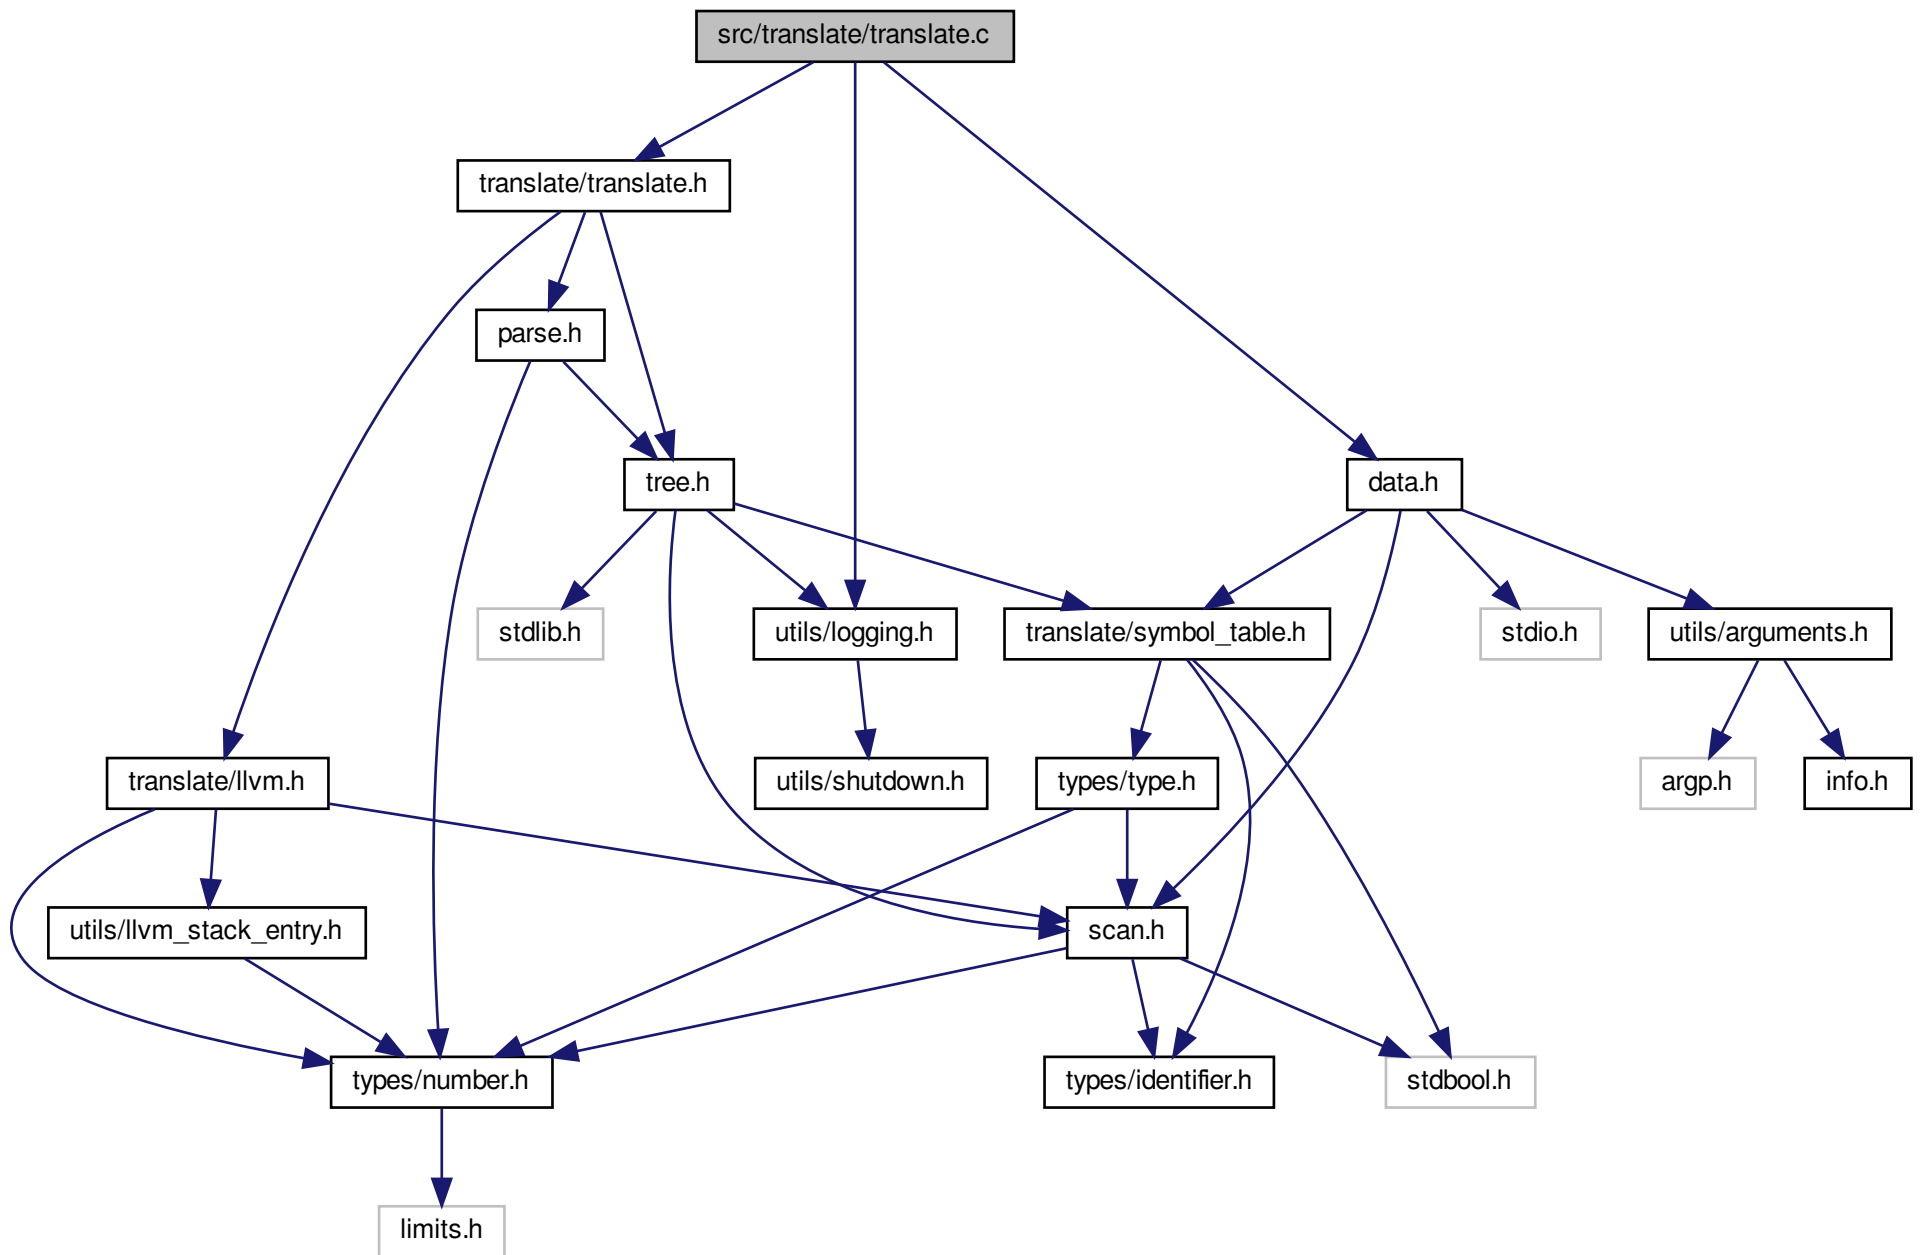 src/translate/translate.c
translate/translate.h
parse.h
tree.h
data.h
stdlib.h
utils/logging.h
translate/symbol_table.h
stdio.h
utils/arguments.h
translate/llvm.h
utils/shutdown.h
types/type.h
argp.h
info.h
utils/llvm_stack_entry.h
scan.h
types/number.h
types/identifier.h
stdbool.h
limits.h